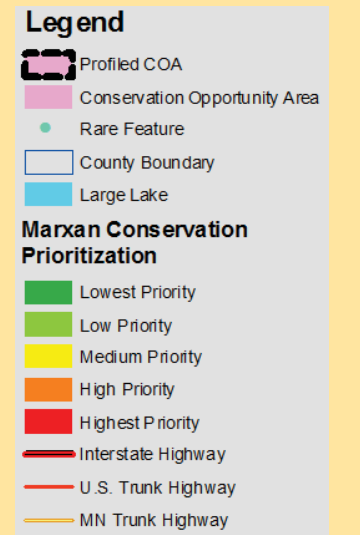 Legend
Profiled COA
Conservation Opportunity Area
Rare Feature
County Boundary
Large Lake
Marxan Conservation
Prioritization
Lowest Priority
Low Priority
Medium Priority
High Priority
Highest Priority
Interstate Highway
U.S. Trunk Highway
MN Trunk Highway